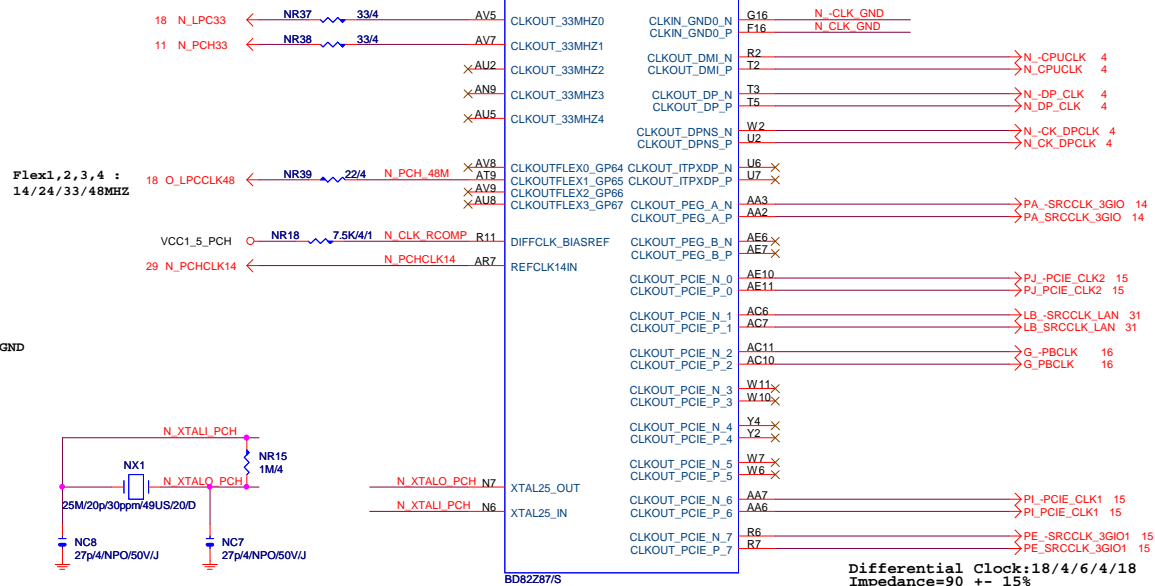 18 N_LPC33 NR37 33/4 AV5 CLKOUT_33MHZ0 CLKIN_GND0_N G16 N_-CLK_GND
CLKIN_GND0_P F16 N_CLK_GND
11 N_PCH33 NR38 33/4 AV7 CLKOUT_33MHZ1
CLKOUT_DMI_N R2 N_-CPUCLK 4
AU2 CLKOUT_33MHZ2 CLKOUT_DMI_P T2 N_CPUCLK 4
AN9 CLKOUT_33MHZ3 CLKOUT_DP_N T3 N_-DP_CLK 4
CLKOUT_DP_P T5 N_DP_CLK 4
AU5 CLKOUT_33MHZ4
CLKOUT_DPNS_N W2 N_-CK_DPCLK 4
CLKOUT_DPNS_P U2 N_CK_DPCLK 4
Flex1,2,3,4 :
14/24/33/48MHZ
AV8 CLKOUTFLEX0_GP64 CLKOUT_ITPXDP_N U6
18 O_LPCCLK48 NR39 22/4 N_PCH_48M AT9 CLKOUTFLEX1_GP65 CLKOUT_ITPXDP_P U7
AV9 CLKOUTFLEX2_GP66
AU8 CLKOUTFLEX3_GP67 CLKOUT_PEG_A_N AA3 PA_-SRCCLK_3GIO 14
CLKOUT_PEG_A_P AA2 PA_SRCCLK_3GIO 14
VCC1_5_PCH NR18 7.5K/4/1 N_CLK_RCOMP R11 DIFFCLK_BIASREF CLKOUT_PEG_B_N AE6
CLKOUT_PEG_B_P AE7
29 N_PCHCLK14 N_PCHCLK14 AR7 REFCLK14IN
CLKOUT_PCIE_N_0 AE10 PJ_-PCIE_CLK2 15
CLKOUT_PCIE_P_0 AE11 PJ_PCIE_CLK2 15
CLKOUT_PCIE_N_1 AC6 LB_-SRCCLK_LAN 31
CLKOUT_PCIE_P_1 AC7 LB_SRCCLK_LAN 31
GND
CLKOUT_PCIE_N_2 AC11 G_-PBCLK 16
CLKOUT_PCIE_P_2 AC10 G_PBCLK 16
CLKOUT_PCIE_N_3 W11
CLKOUT_PCIE_P_3 W10
N_XTALI_PCH
CLKOUT_PCIE_N_4 Y4
CLKOUT_PCIE_P_4 Y2
NR15
1M/4
NX1
N_XTALO_PCH
25M/20p/30ppm/49US/20/D
CLKOUT_PCIE_N_5 W7
CLKOUT_PCIE_P_5 W6
N_XTALO_PCH N7 XTAL25_OUT
N_XTALI_PCH N6 XTAL25_IN
CLKOUT_PCIE_N_6 AA7 PI_-PCIE_CLK1 15
CLKOUT_PCIE_P_6 AA6 PI_PCIE_CLK1 15
NC8
27p/4/NPO/50V/J
NC7
27p/4/NPO/50V/J
CLKOUT_PCIE_N_7 R6 PE_-SRCCLK_3GIO1 15
CLKOUT_PCIE_P_7 R7 PE_SRCCLK_3GIO1 15
BD82Z87/S
Differential Clock:18/4/6/4/18
Impedance=90 +- 15%